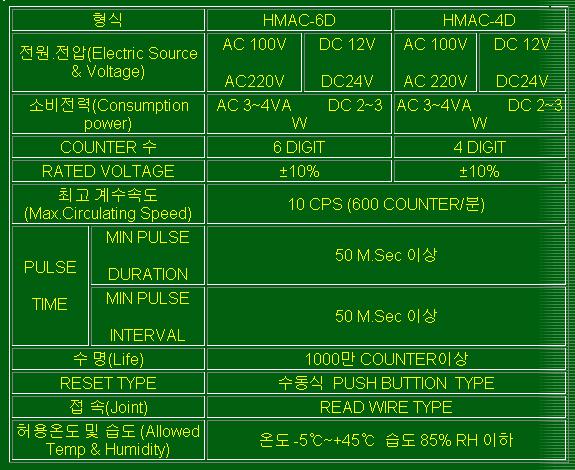 형식 HMAC-6D HMAC-4D
전원.전압(Electric Source & Voltage) AC 100V AC220V DC 12V DC24V AC 100V AC 220V DC 12V DC24V
소비전력(Consumption power) AC 3~4VA DC 2~3 W AC 3~4VA DC 2~3 W
COUNTER 수 6 DIGIT 4 DIGIT
RATED VOLTAGE ±10% ±10%
최고 계수속도 (Max.Circulating Speed) 10 CPS (600 COUNTER/분)
PULSE TIME
MIN PULSE DURATION 50 M.Sec 이상
MIN PULSE INTERVAL 50 M.Sec 이상
수 명(Life) 1000만 COUNTER이상
RESET TYPE 수동식 PUSH BUTTION TYPE
접 속(Joint) READ WIRE TYPE
허용온도 및 습도 (Allowed Temp & Humidity) 온도 -5℃~+45℃ 습도 85% RH 이하